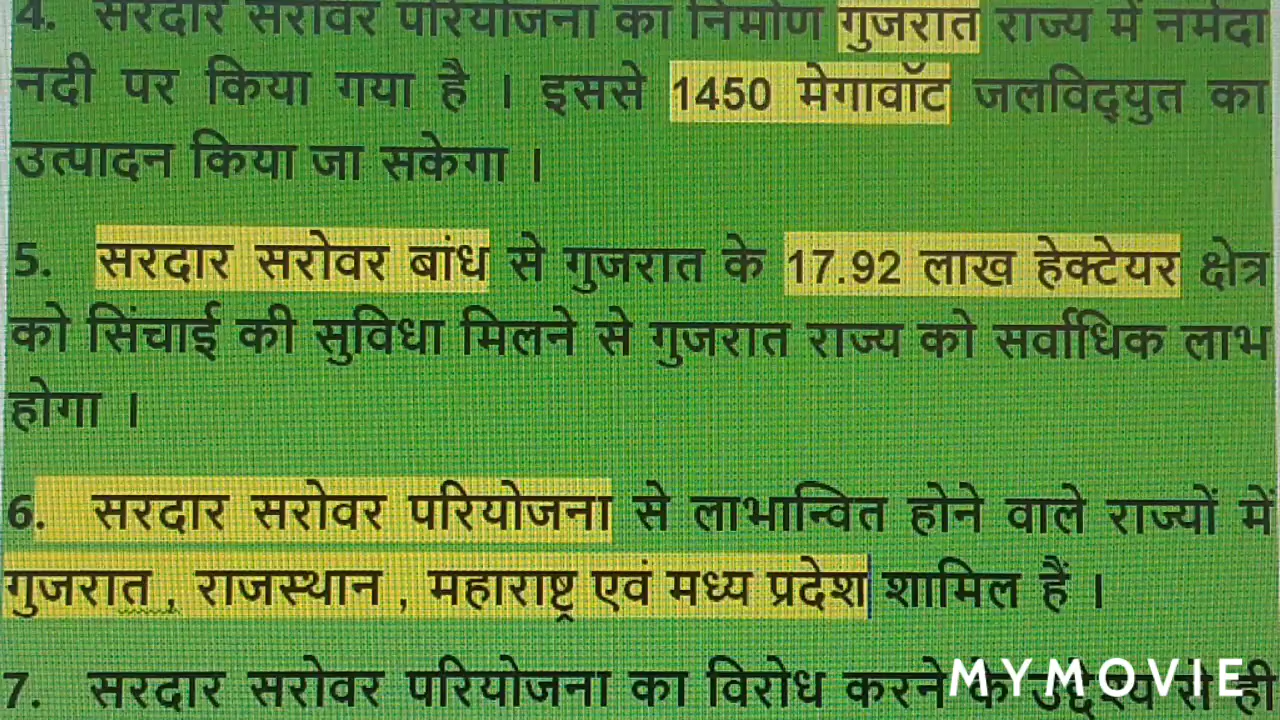 4. सरदार सरोवर परियोजना का निर्माण गुजरात राज्य में नर्मदा
नदी पर किया गया है । इससे 1450 मेगावॉट जलविद्युत का
उत्पादन किया जा सकेगा ।
5. सरदार सरोवर बांध से गुजरात के 17.92 लाख हेक्टेयर क्षेत्र
को सिंचाई की सुविधा मिलने से गुजरात राज्य को सर्वाधिक लाभ
होगा ।
6. सरदार सरोवर परियोजना से लाभान्वित होने वाले राज्यों में
गुजरात , राजस्थान , महाराष्ट्र एवं मध्य प्रदेश शामिल हैं ।
7. सरदार सरोवर परियोजना का विरोध करने के उद्देश्य से ही
MYMOVIE